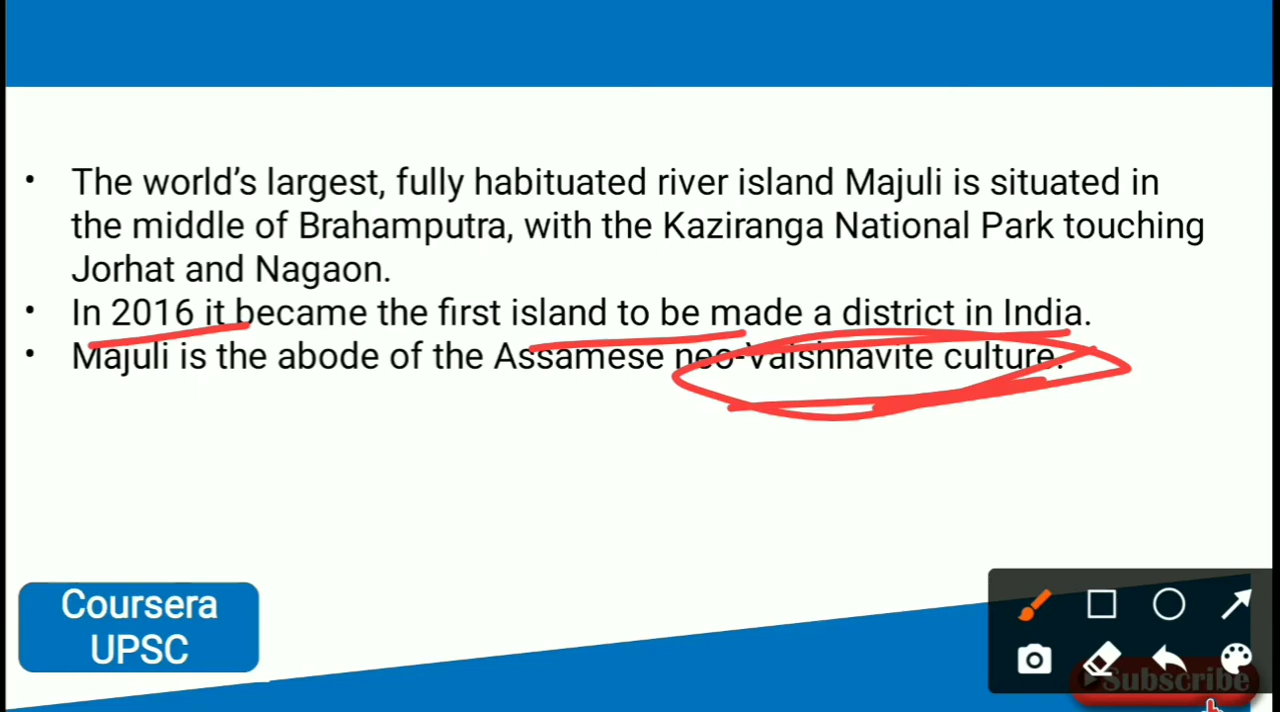 • The world's largest, fully habituated river island Majuli is situated in
the middle of Brahamputra, with the Kaziranga National Park touching
Jorhat and Nagaon.
• In 2016 it became the first island to be made a district in India.
• Majuli is the abode of the Assamese neo-Vaishnavite culture.
Coursera
UPSC
Subscribe